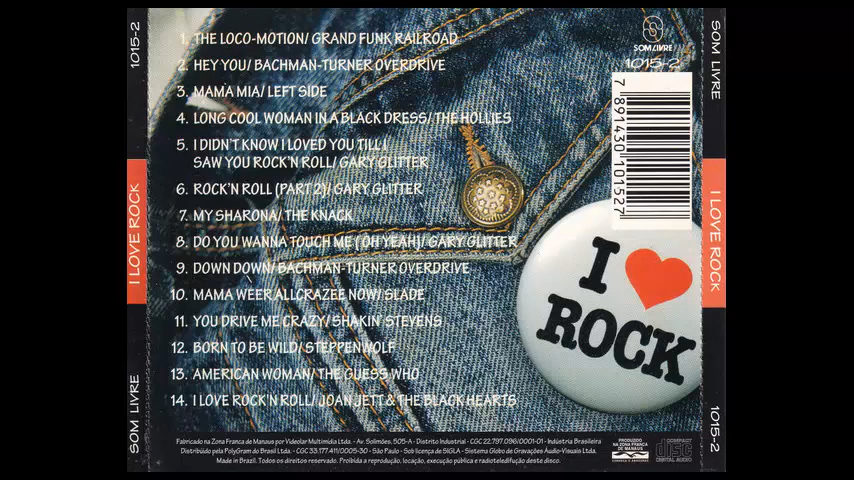 1. THE LOCO-MOTION/ GRAND FUNK RAILROAD
2. HEY YOU/ BACHMAN-TURNER OVERDRIVE
3. MAMA MIA/ LEFT SIDE
4. LONG COOL WOMAN IN A BLACK DRESS/ THE HOLLIES
5. I DIDN'T KNOW I LOVED YOU TILL I
SAW YOU ROCK'N ROLL/ GARY GLITTER
6. ROCK'N ROLL (PART 2)/ GARY GLITTER
7. MY SHARONA/ THE KNACK
8. DO YOU WANNA TOUCH ME ( OH YEAH)/ GARY GLITTER
9. DOWN DOWN/ BACHMAN-TURNER OVERDRIVE
10. MAMA WEER ALLCRAZEE NOW/ SLADE
11. YOU DRIVE ME CRAZY/ SHAKIN' STEVENS
12. BORN TO BE WILD/ STEPPENWOLF
13. AMERICAN WOMAN/ THE GUESS WHO
14. I LOVE ROCK'N ROLL/ JOAN JETT & THE BLACK HEARTS
SOM LIVRE
1015-2
7 891430 101527
I ♥
ROCK
Fabricado na Zona Franca de Manaus por Videolar Multimídia Ltda. - Av. Solimões, 505-A - Distrito Industrial - CGC 22.797.096/0001-01 - Indústria Brasileira
Distribuído pela PolyGram do Brasil Ltda. - CGC 33.177.411/0005-30 - São Paulo - Sob licença de SIGLA - Sistema Globo de Gravações Áudio-Visuais Ltda.
Made in Brazil. Todos os direitos reservados. Proibida a reprodução, locação, execução pública e radioteledifusão deste disco.
PRODUZIDO
NA ZONA FRANCA
DE MANAUS
COMPACT
disc
DIGITAL AUDIO
1015-2
I LOVE ROCK
SOM LIVRE
SOM LIVRE
I LOVE ROCK
1015-2